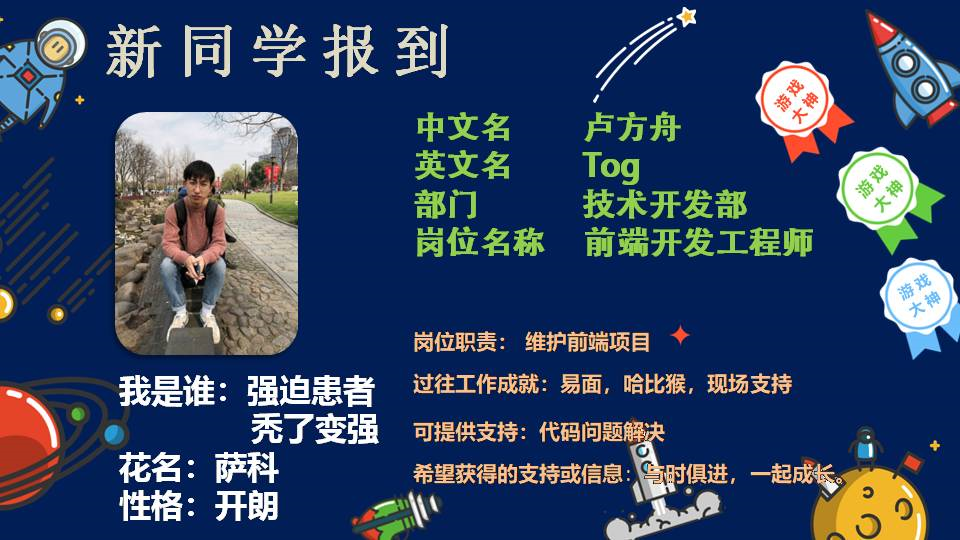 新同学报到
游戏
大神
中文名 卢方舟
英文名 Tog
部门 技术开发部
岗位名称 前端开发工程师
游戏
大神
游戏
大神
岗位职责： 维护前端项目
过往工作成就：易面，哈比猴，现场支持
可提供支持：代码问题解决
希望获得的支持或信息：与时俱进，一起成长。
我是谁：强迫患者
秃了变强
花名：萨科
性格：开朗